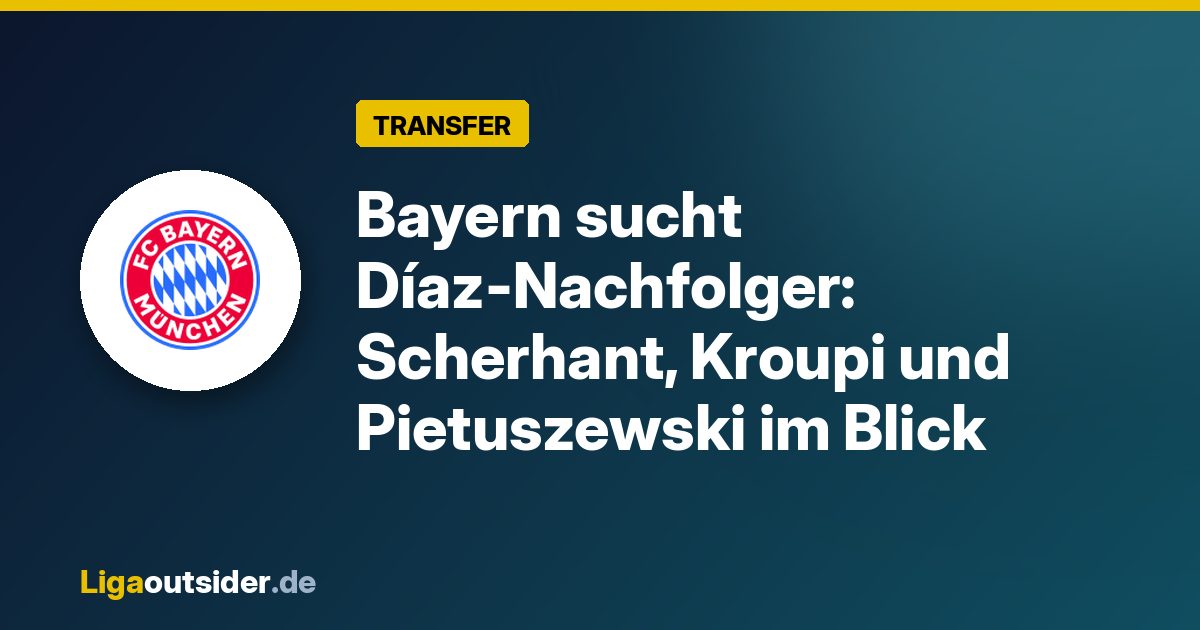 TRANSFER
FC BAYERN
MÜNCHEN
Bayern sucht
Díaz-Nachfolger:
Scherhant, Kroupi und
Pietuszewski im Blick
Ligaoutsider.de